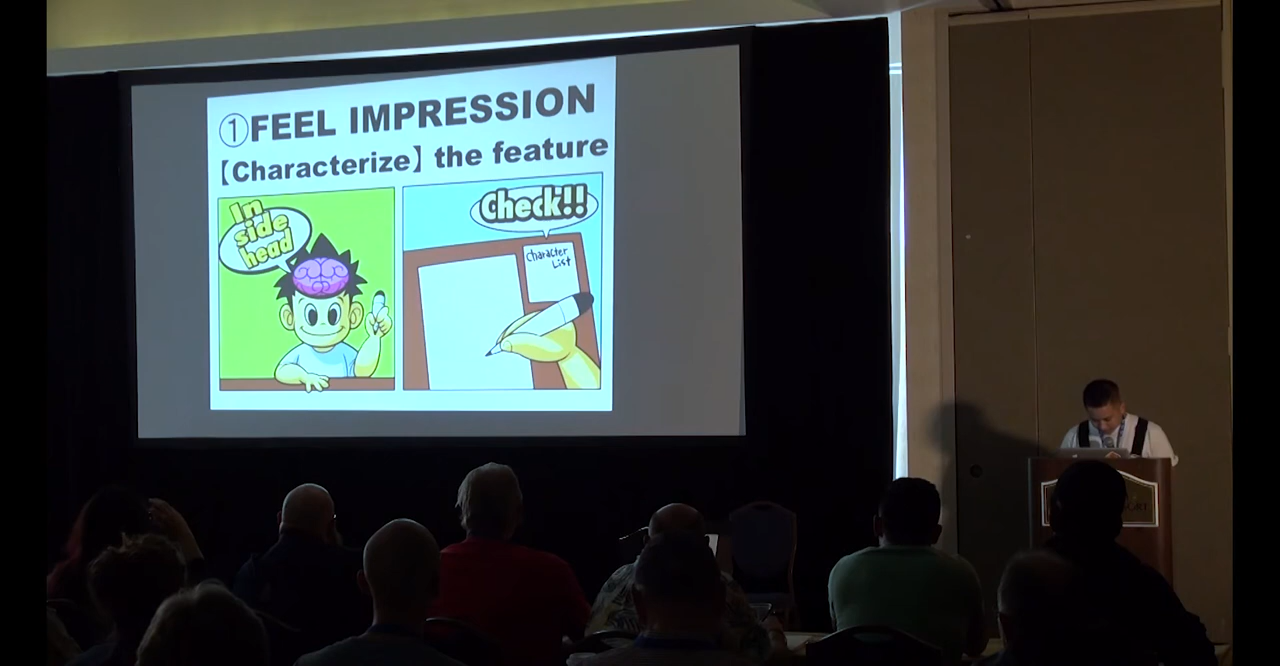 ①FEEL IMPRESSION
【Characterize】 the feature
In
side
head
Check!!
Character
List